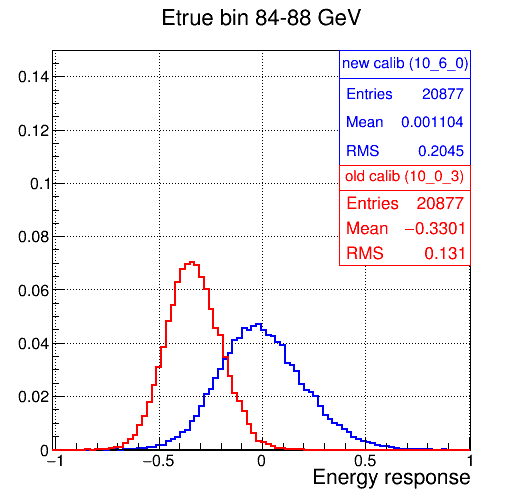 Etrue bin 84-88 GeV
new calib (10_6_0)
Entries 20877
Mean 0.001104
RMS 0.2045
old calib (10_0_3)
Entries 20877
Mean −0.3301
RMS 0.131
0.14
0.12
0.1
0.08
0.06
0.04
0.02
0
−1 −0.5 0 0.5 1
Energy response